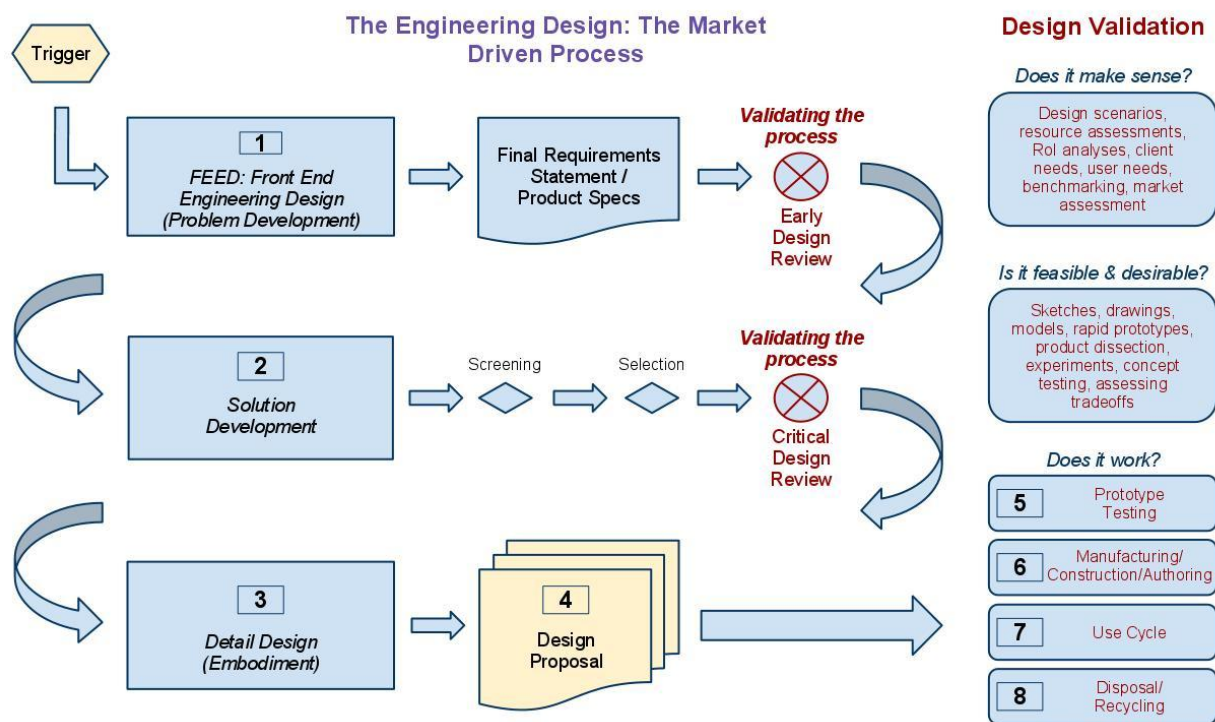 The Engineering Design: The Market
Driven Process
Design Validation
Trigger
Does it make sense?
1
FEED: Front End
Engineering Design
(Problem Development)
Final Requirements
Statement /
Product Specs
Validating the
process
Early
Design
Review
Design scenarios,
resource assessments,
RoI analyses, client
needs, user needs,
benchmarking, market
assessment
2
Solution
Development
Screening
Selection
Validating the
process
Critical
Design
Review
Is it feasible & desirable?
Sketches, drawings,
models, rapid prototypes,
product dissection,
experiments, concept
testing, assessing
tradeoffs
3
Detail Design
(Embodiment)
4
Design
Proposal
Does it work?
5
Prototype
Testing
6
Manufacturing/
Construction/Authoring
7
Use Cycle
8
Disposal/
Recycling